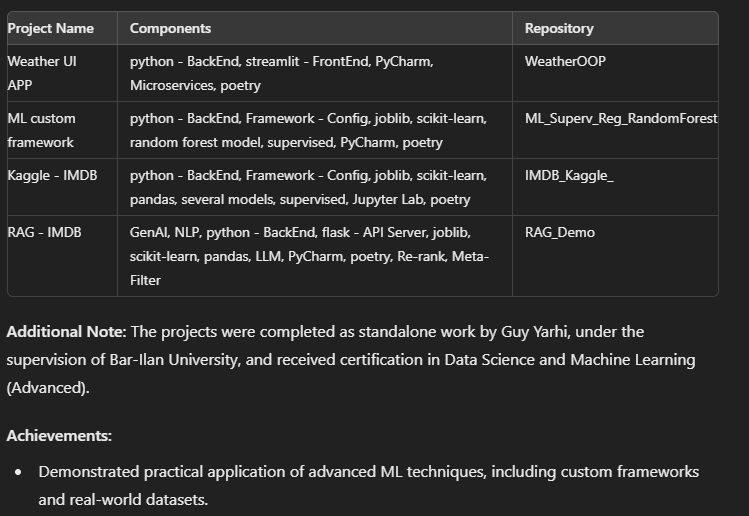 Project Name Components Repository
Weather UI APP python - BackEnd, streamlit - FrontEnd, PyCharm, Microservices, poetry WeatherOOP
ML custom framework python - BackEnd, Framework - Config, joblib, scikit-learn, random forest model, supervised, PyCharm, poetry ML_Superv_Reg_RandomForest
Kaggle - IMDB python - BackEnd, Framework - Config, joblib, scikit-learn, pandas, several models, supervised, Jupyter Lab, poetry IMDB_Kaggle_
RAG - IMDB GenAI, NLP, python - BackEnd, flask - API Server, joblib, scikit-learn, pandas, LLM, PyCharm, poetry, Re-rank, Meta-Filter RAG_Demo
Additional Note: The projects were completed as standalone work by Guy Yarhi, under the
supervision of Bar-Ilan University, and received certification in Data Science and Machine Learning
(Advanced).
Achievements:
• Demonstrated practical application of advanced ML techniques, including custom frameworks
and real-world datasets.